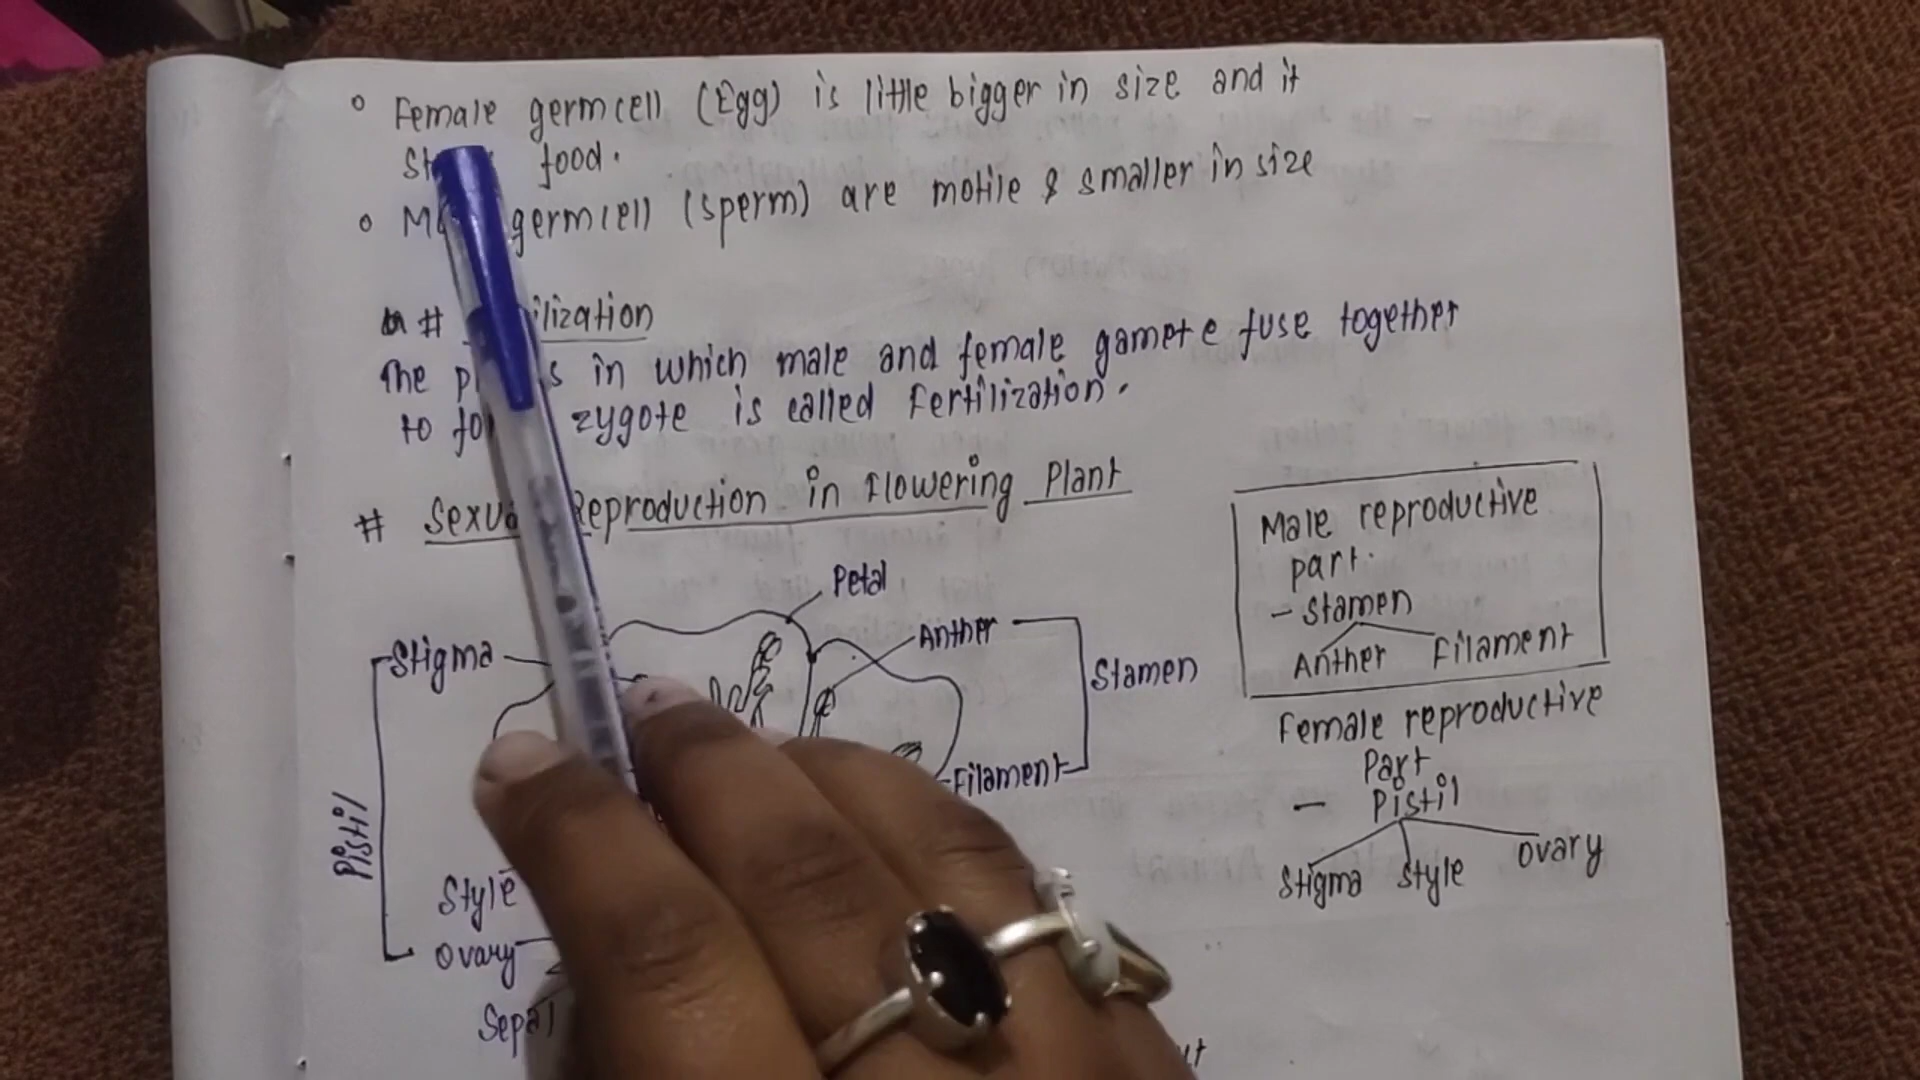 Female germcell (Egg) is little bigger in size and it
food.
germcell (sperm) are motile & smaller in size
#
The in which male and female gamete fuse together
to zygote is called Fertilization.
# Reproduction in Flowering Plant
Petal
Stigma
Anther
Stamen
Filament
Pistil
Style
Ovary
Sepal
Male reproductive
part.
- Stamen
Anther Filament
Female reproductive
Part
- Pistil
Stigma Style Ovary